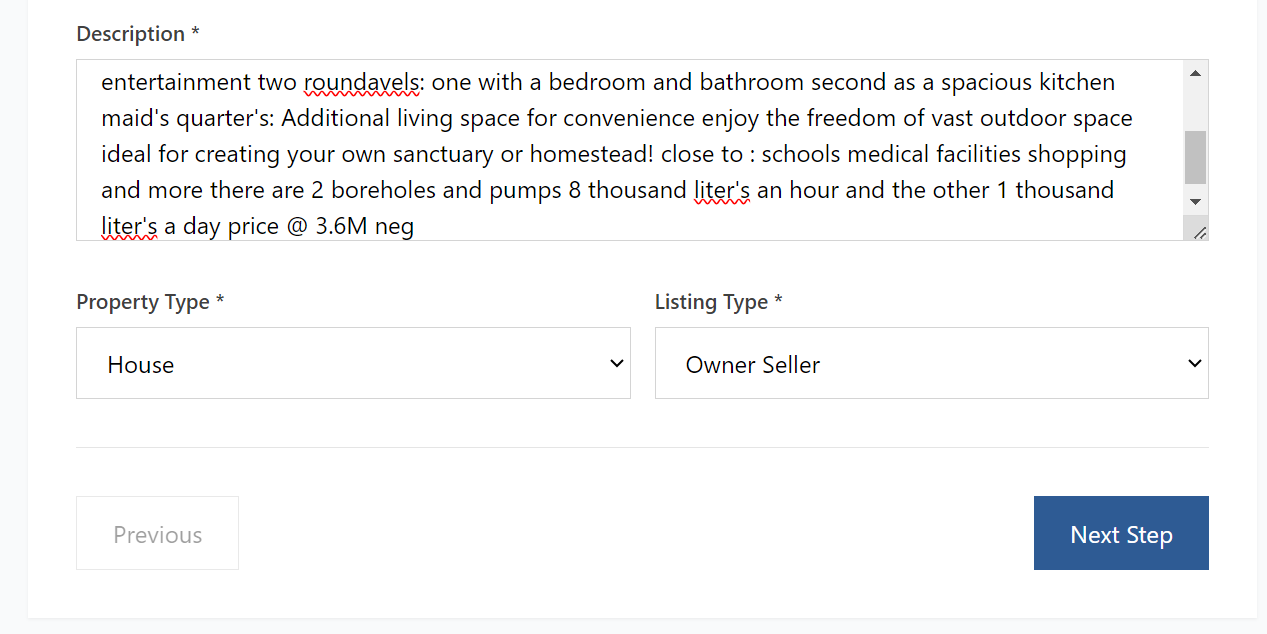 Description *
entertainment two roundavels: one with a bedroom and bathroom second as a spacious kitchen
maid's quarter's: Additional living space for convenience enjoy the freedom of vast outdoor space
ideal for creating your own sanctuary or homestead! close to : schools medical facilities shopping
and more there are 2 boreholes and pumps 8 thousand liter's an hour and the other 1 thousand
liter's a day price @ 3.6M neg
Property Type *
Listing Type *
House
Owner Seller
Previous
Next Step